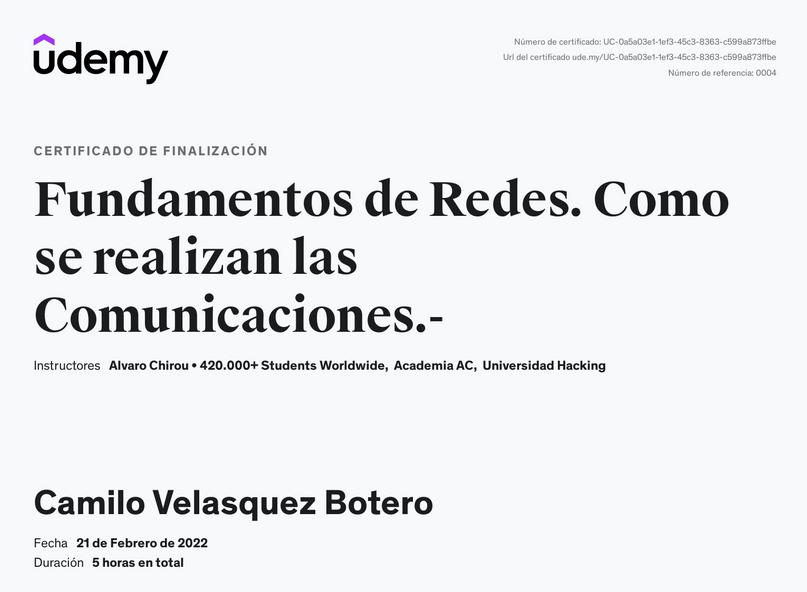 udemy
Número de certificado: UC-0a5a03e1-1ef3-45c3-8363-c599a873ffbe
Url del certificado ude.my/UC-0a5a03e1-1ef3-45c3-8363-c599a873ffbe
Número de referencia: 0004
CERTIFICADO DE FINALIZACIÓN
Fundamentos de Redes. Como
se realizan las
Comunicaciones.-
Instructores Alvaro Chirou • 420.000+ Students Worldwide, Academia AC, Universidad Hacking
Camilo Velasquez Botero
Fecha 21 de Febrero de 2022
Duración 5 horas en total